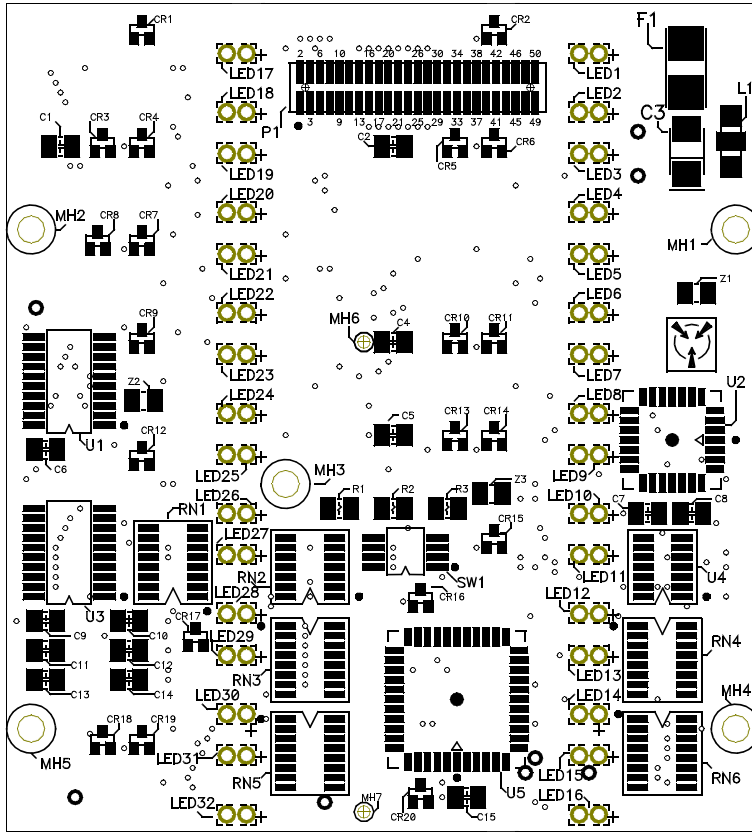 CR1 CR2 F1
2 6 10 16 20 26 30 34 38 42 46 50
LED17 LED1
LED18 LED2 L1
C1 CR3 CR4 P1 C3
3 9 13 17 21 25 29 33 37 41 45 49
C2 CR5 CR6
LED19 LED3
LED20 LED4
MH2 CR8 CR7 MH1
LED21 LED5
Z1
LED22 LED6
CR9 MH6 C4 CR10 CR11
LED23 LED7
Z2 U2
LED24 LED8
U1 C5 CR13 CR14
C6 CR12
LED25 MH3 LED9
LED26 R1 R2 R3 Z3 LED10
RN1 C7 C8
LED27 CR15
RN2 SW1 LED11 U4
LED28 CR16 LED12
U3
C9 C10 CR17 LED29
RN3 LED13 RN4
C11 C12
C13 C14 LED30 LED14 MH4
CR18 CR19
MH5 LED31 LED15
RN5 U5 RN6
LED32 MH7 CR20 C15 LED16